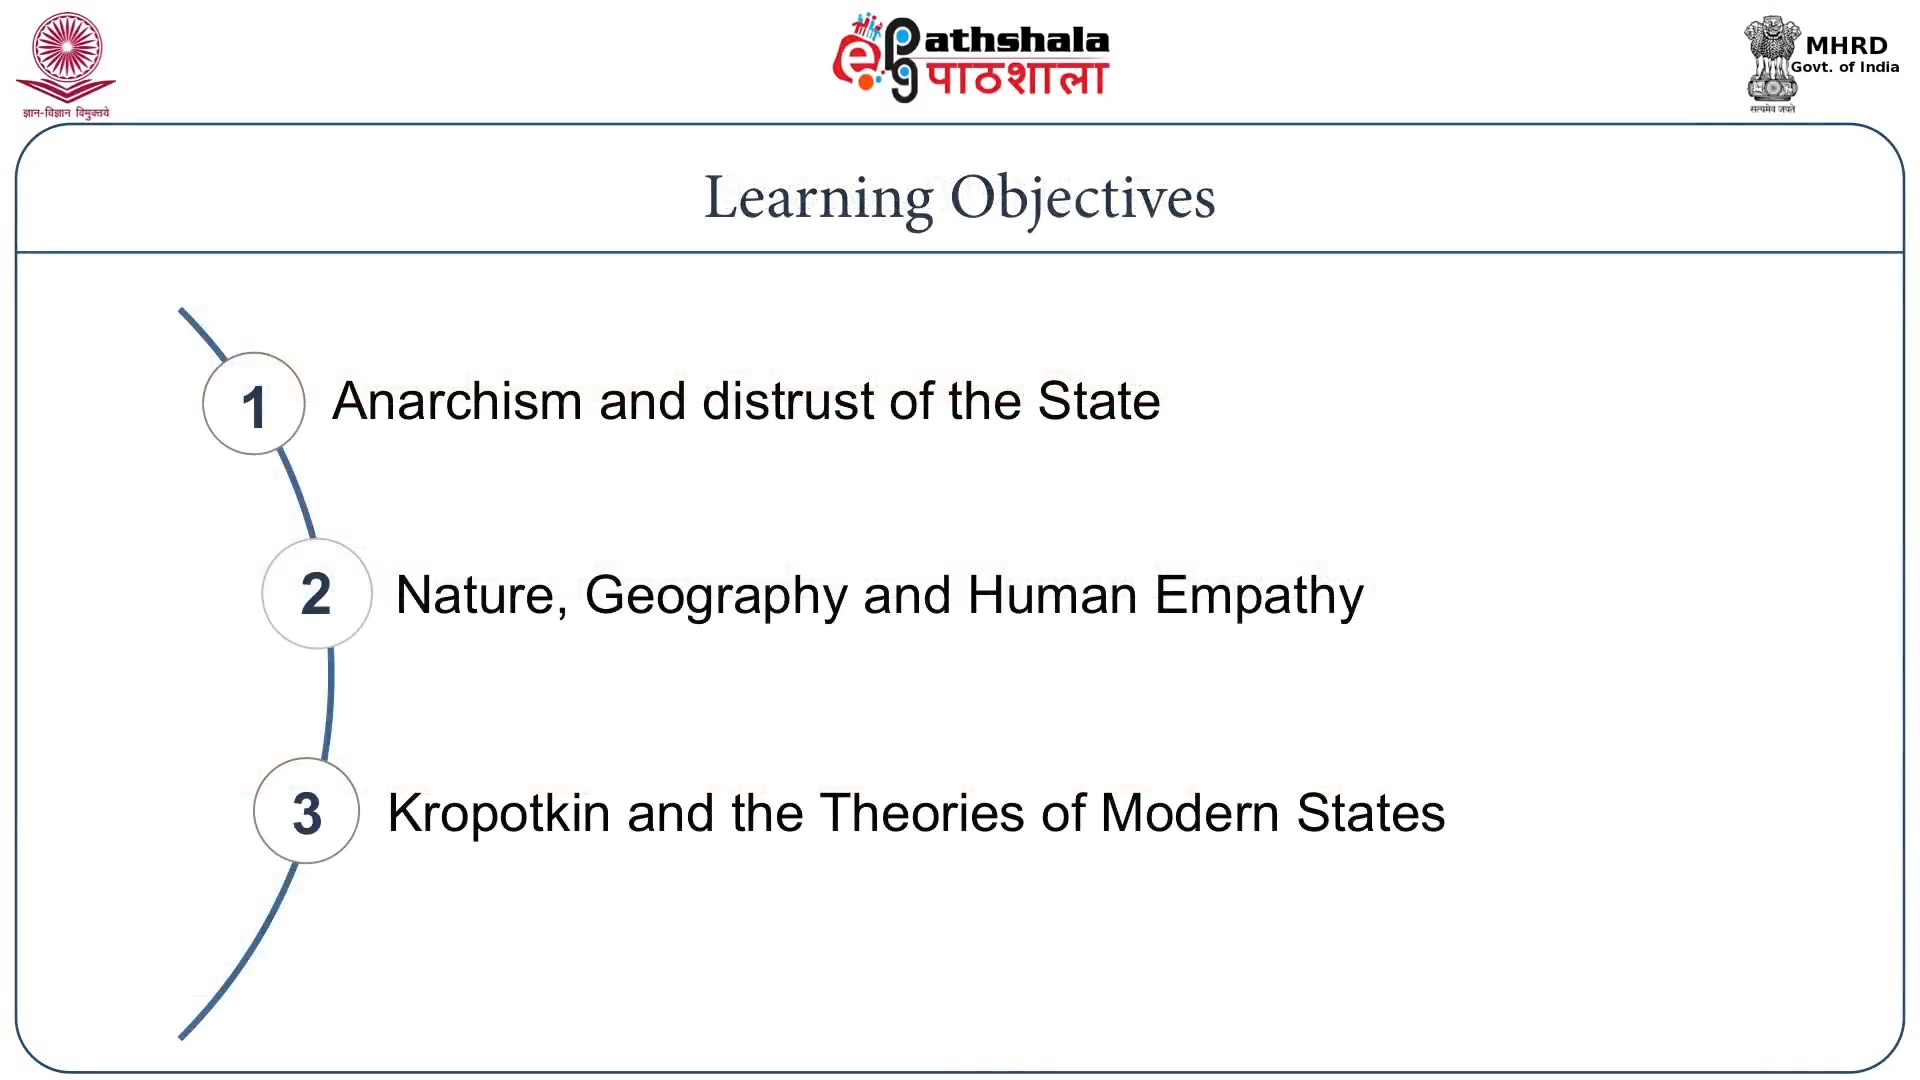 ज्ञान-विज्ञान विमुक्तये
ePathshala
पाठशाला
MHRD
Govt. of India
सत्यमेव जयते
Learning Objectives
1 Anarchism and distrust of the State
2 Nature, Geography and Human Empathy
3 Kropotkin and the Theories of Modern States